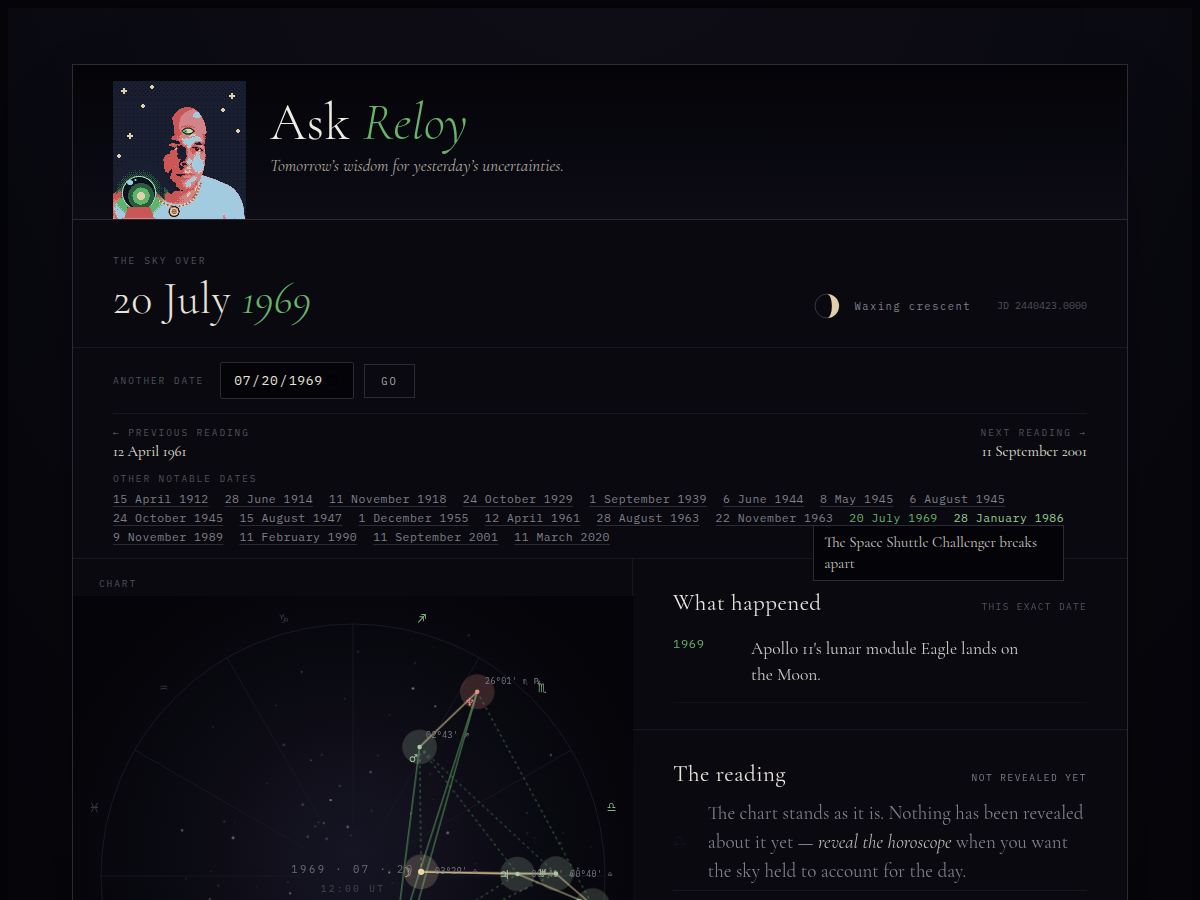 Ask Reloy
Tomorrow's wisdom for yesterday's uncertainties.
THE SKY OVER
20 July 1969
Waxing crescent JD 2440423.0000
ANOTHER DATE 07/20/1969 GO
← PREVIOUS READING NEXT READING →
12 April 1961 11 September 2001
OTHER NOTABLE DATES
15 April 1912 28 June 1914 11 November 1918 24 October 1929 1 September 1939 6 June 1944 8 May 1945 6 August 1945
24 October 1945 15 August 1947 1 December 1955 12 April 1961 28 August 1963 22 November 1963 20 July 1969 28 January 1986
9 November 1989 11 February 1990 11 September 2001 11 March 2020
The Space Shuttle Challenger breaks
apart
CHART
♑ ♐
♒ 26°01' ♏ ℞ ♏
♆
02°43' ♐
♂
♓ ♎
1969 · 07 · 20
12:00 UT
What happened THIS EXACT DATE
1969 Apollo 11's lunar module Eagle lands on
the Moon.
The reading NOT REVEALED YET
The chart stands as it is. Nothing has been revealed
about it yet — reveal the horoscope when you want
the sky held to account for the day.